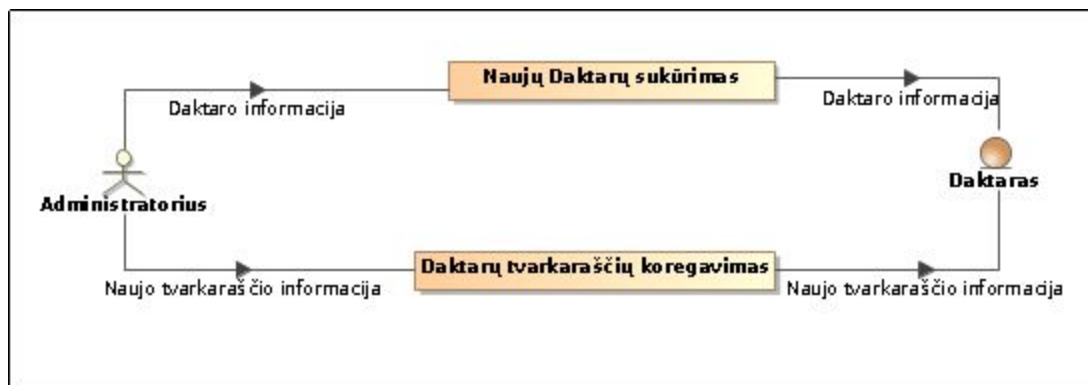 Naujų Daktarų sukūrimas
Daktaro informacija
Daktaro informacija
Administratorius
Daktaras
Daktarų tvarkaraščių koregavimas
Naujo tvarkaraščio informacija
Naujo tvarkaraščio informacija